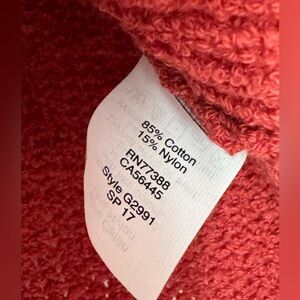 85% Cotton
15% Nylon
RN77388
CA56445
Style G2991
SP 17